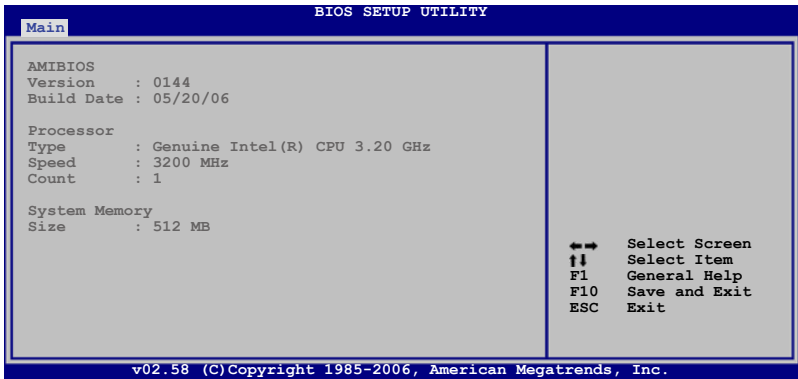 BIOS SETUP UTILITY
Main
AMIBIOS
Version : 0144
Build Date : 05/20/06
Processor
Type : Genuine Intel(R) CPU 3.20 GHz
Speed : 3200 MHz
Count : 1
System Memory
Size : 512 MB
←→ Select Screen
↑↓ Select Item
F1 General Help
F10 Save and Exit
ESC Exit
v02.58 (C)Copyright 1985-2006, American Megatrends, Inc.